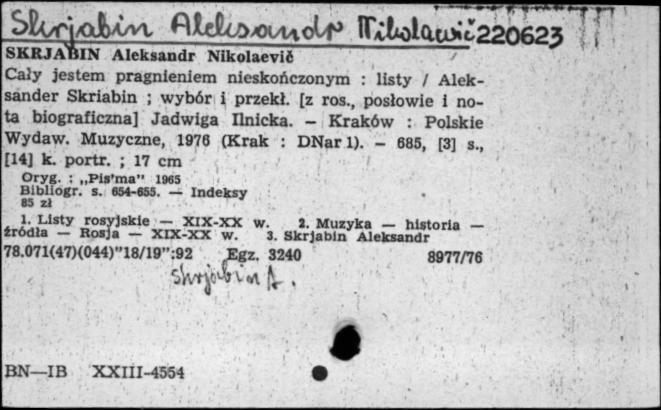 Skrjabin Aleksandr Nikolaevič 220623
SKRJABIN Aleksandr Nikolaevič
Cały jestem pragnieniem nieskończonym : listy / Alek-
sander Skriabin ; wybór i przekł. [z ros., posłowie i no-
ta biograficzna] Jadwiga Ilnicka. – Kraków : Polskie
Wydaw. Muzyczne, 1976 (Krak : DNar 1). – 685, [3] s.,
[14] k. portr. ; 17 cm
Oryg. : „Pis'ma" 1965
Bibliogr. s. 654-655. — Indeksy
85 zł
1. Listy rosyjskie — XIX-XX w. 2. Muzyka — historia —
źródła — Rosja — XIX-XX w. 3. Skrjabin Aleksandr
78.071(47)(044)"18/19":92 Egz. 3240 8977/76
Skrjabin A.
BN—IB XXIII-4554